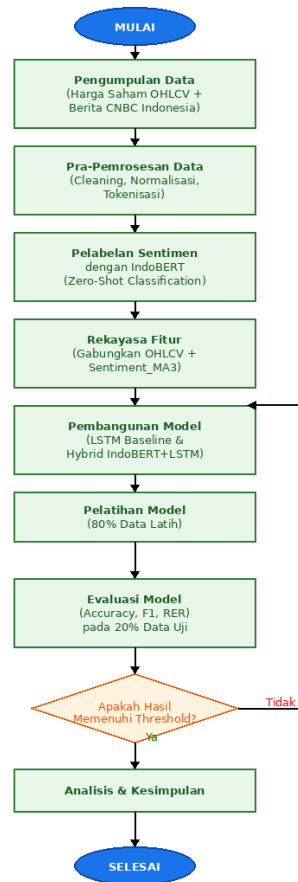 MULAI
Pengumpulan Data
(Harga Saham OHLCV +
Berita CNBC Indonesia)
Pra-Pemrosesan Data
(Cleaning, Normalisasi,
Tokenisasi)
Pelabelan Sentimen
dengan IndoBERT
(Zero-Shot Classification)
Rekayasa Fitur
(Gabungkan OHLCV +
Sentiment_MA3)
Pembangunan Model
(LSTM Baseline &
Hybrid IndoBERT+LSTM)
Pelatihan Model
(80% Data Latih)
Evaluasi Model
(Accuracy, F1, RER)
pada 20% Data Uji
Apakah Hasil
Memenuhi Threshold?
Tidak
Ya
Analisis & Kesimpulan
SELESAI